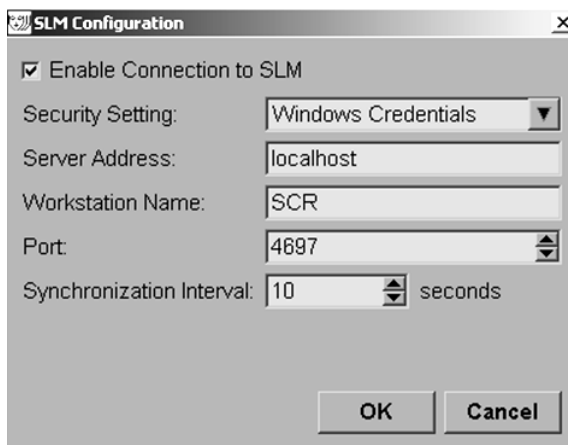 SLM Configuration
Enable Connection to SLM
Security Setting: Windows Credentials
Server Address: localhost
Workstation Name: SCR
Port: 4697
Synchronization Interval: 10 seconds
OK Cancel